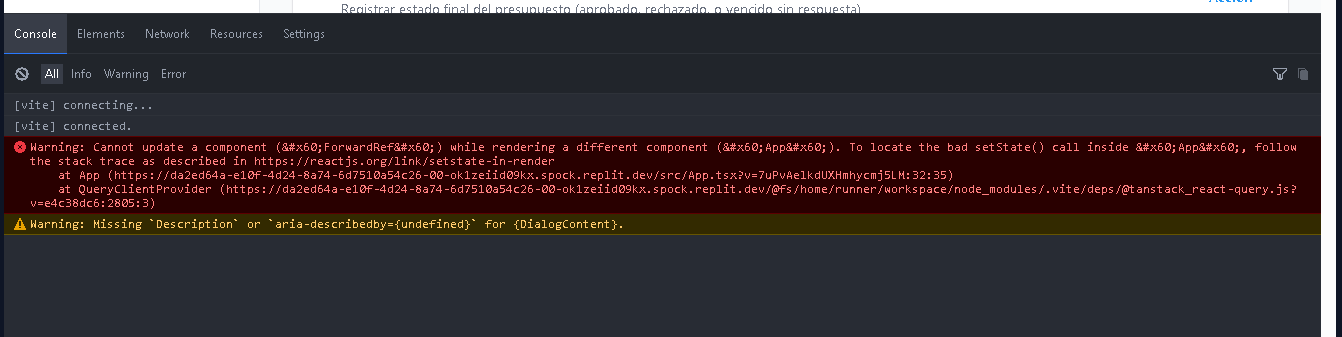 Registrar estado final del presupuesto (aprobado, rechazado, o vencido sin respuesta)
Acción
Console Elements Network Resources Settings
All Info Warning Error
[vite] connecting...
[vite] connected.
Warning: Cannot update a component (&#x60;ForwardRef&#x60;) while rendering a different component (&#x60;App&#x60;). To locate the bad setState() call inside &#x60;App&#x60;, follow
the stack trace as described in https://reactjs.org/link/setstate-in-render
at App (https://da2ed64a-e10f-4d24-8a74-6d7510a54c26-00-ok1zeiid09kx.spock.replit.dev/src/App.tsx?v=7uPvAelkdUXHmhycmj5LM:32:35)
at QueryClientProvider (https://da2ed64a-e10f-4d24-8a74-6d7510a54c26-00-ok1zeiid09kx.spock.replit.dev/@fs/home/runner/workspace/node_modules/.vite/deps/@tanstack_react-query.js?
v=e4c38dc6:2805:3)
Warning: Missing `Description` or `aria-describedby={undefined}` for {DialogContent}.